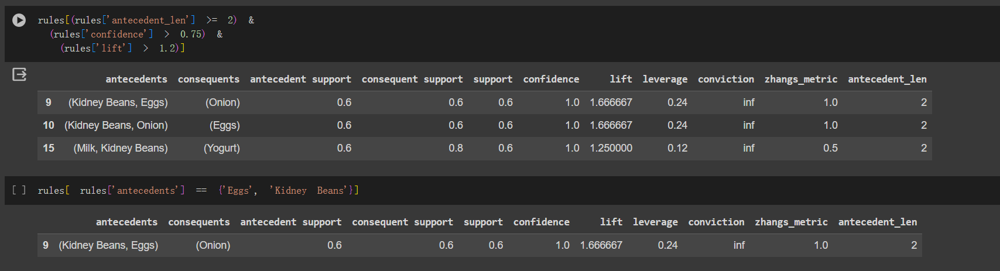 rules[(rules['antecedent_len'] >= 2) &
(rules['confidence'] > 0.75) &
(rules['lift'] > 1.2)]
antecedents consequents antecedent support consequent support support confidence lift leverage conviction zhangs_metric antecedent_len
9 (Kidney Beans, Eggs) (Onion) 0.6 0.6 0.6 1.0 1.666667 0.24 inf 1.0 2
10 (Kidney Beans, Onion) (Eggs) 0.6 0.6 0.6 1.0 1.666667 0.24 inf 1.0 2
15 (Milk, Kidney Beans) (Yogurt) 0.6 0.8 0.6 1.0 1.250000 0.12 inf 0.5 2
[ ] rules[ rules['antecedents'] == {'Eggs', 'Kidney Beans'}]
antecedents consequents antecedent support consequent support support confidence lift leverage conviction zhangs_metric antecedent_len
9 (Kidney Beans, Eggs) (Onion) 0.6 0.6 0.6 1.0 1.666667 0.24 inf 1.0 2